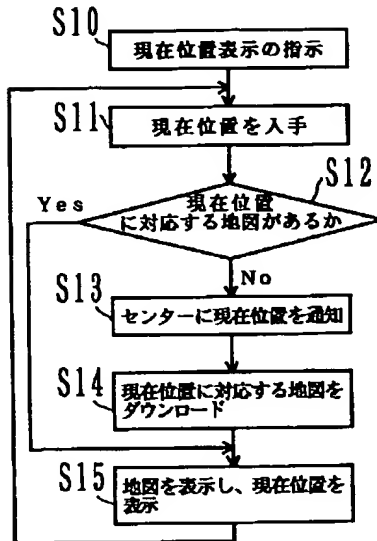 S10
現在位置表示の指示
S11
現在位置を入手
S12
現在位置
に対応する地図があるか
Yes
No
S13
センターに現在位置を通知
S14
現在位置に対応する地図を
ダウンロード
S15
地図を表示し、現在位置を
表示